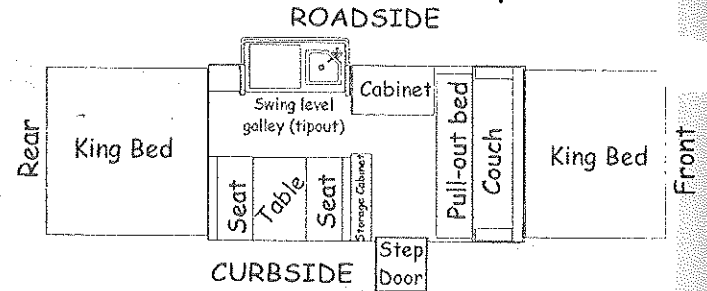 ROADSIDE
Cabinet
Swing level
galley (tipout)
Rear
King Bed
Pull-out bed
Couch
King Bed
Front
Seat
Table
Seat
Storage Cabinet
CURBSIDE
Step
Door